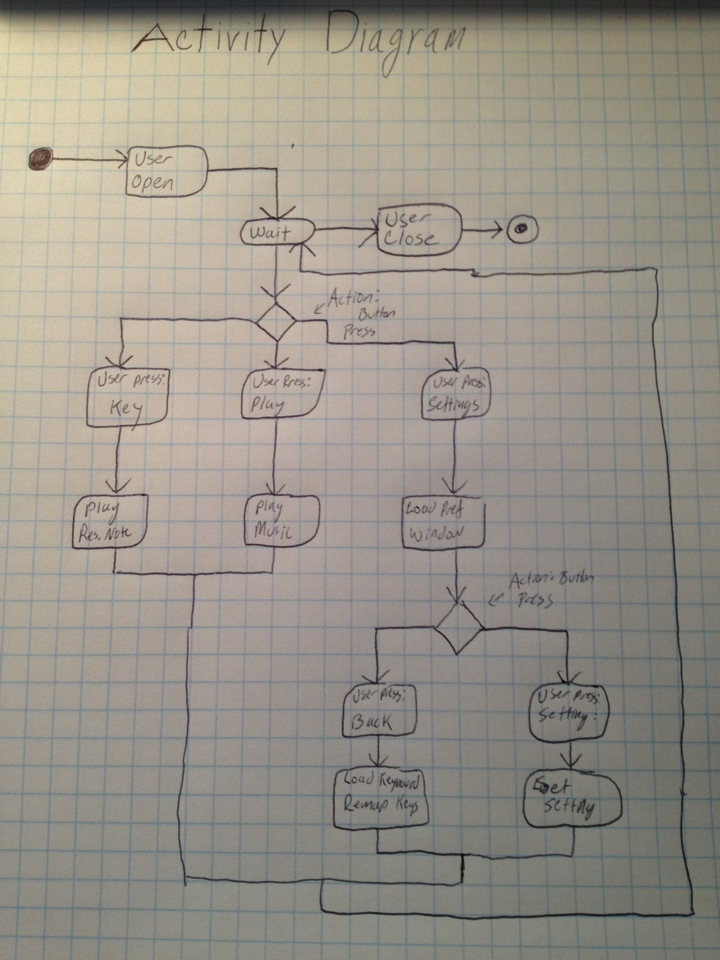 Activity Diagram
User
Open
Wait
User
Close
Action:
Button
Press
User press:
Key
User Press:
Play
User Press:
Settings
Play
Res. Note
Play
Music
Load Pref
Window
Action: Button
Press
User Press:
Back
User Press:
Setting:
Load Keyboard
Remap Keys
Set
Setting